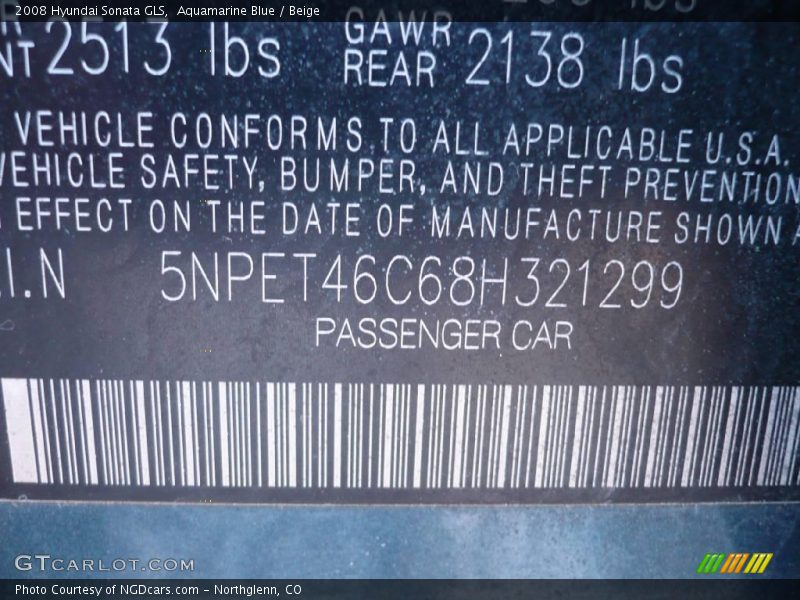 2008 Hyundai Sonata GLS, Aquamarine Blue / Beige
NT 2513 lbs GAWR REAR 2138 lbs
VEHICLE CONFORMS TO ALL APPLICABLE U.S.A.
VEHICLE SAFETY, BUMPER, AND THEFT PREVENTION
EFFECT ON THE DATE OF MANUFACTURE SHOWN
.I.N 5NPET46C68H321299
PASSENGER CAR
GTCARLOT.COM
Photo Courtesy of NGDcars.com – Northglenn, CO